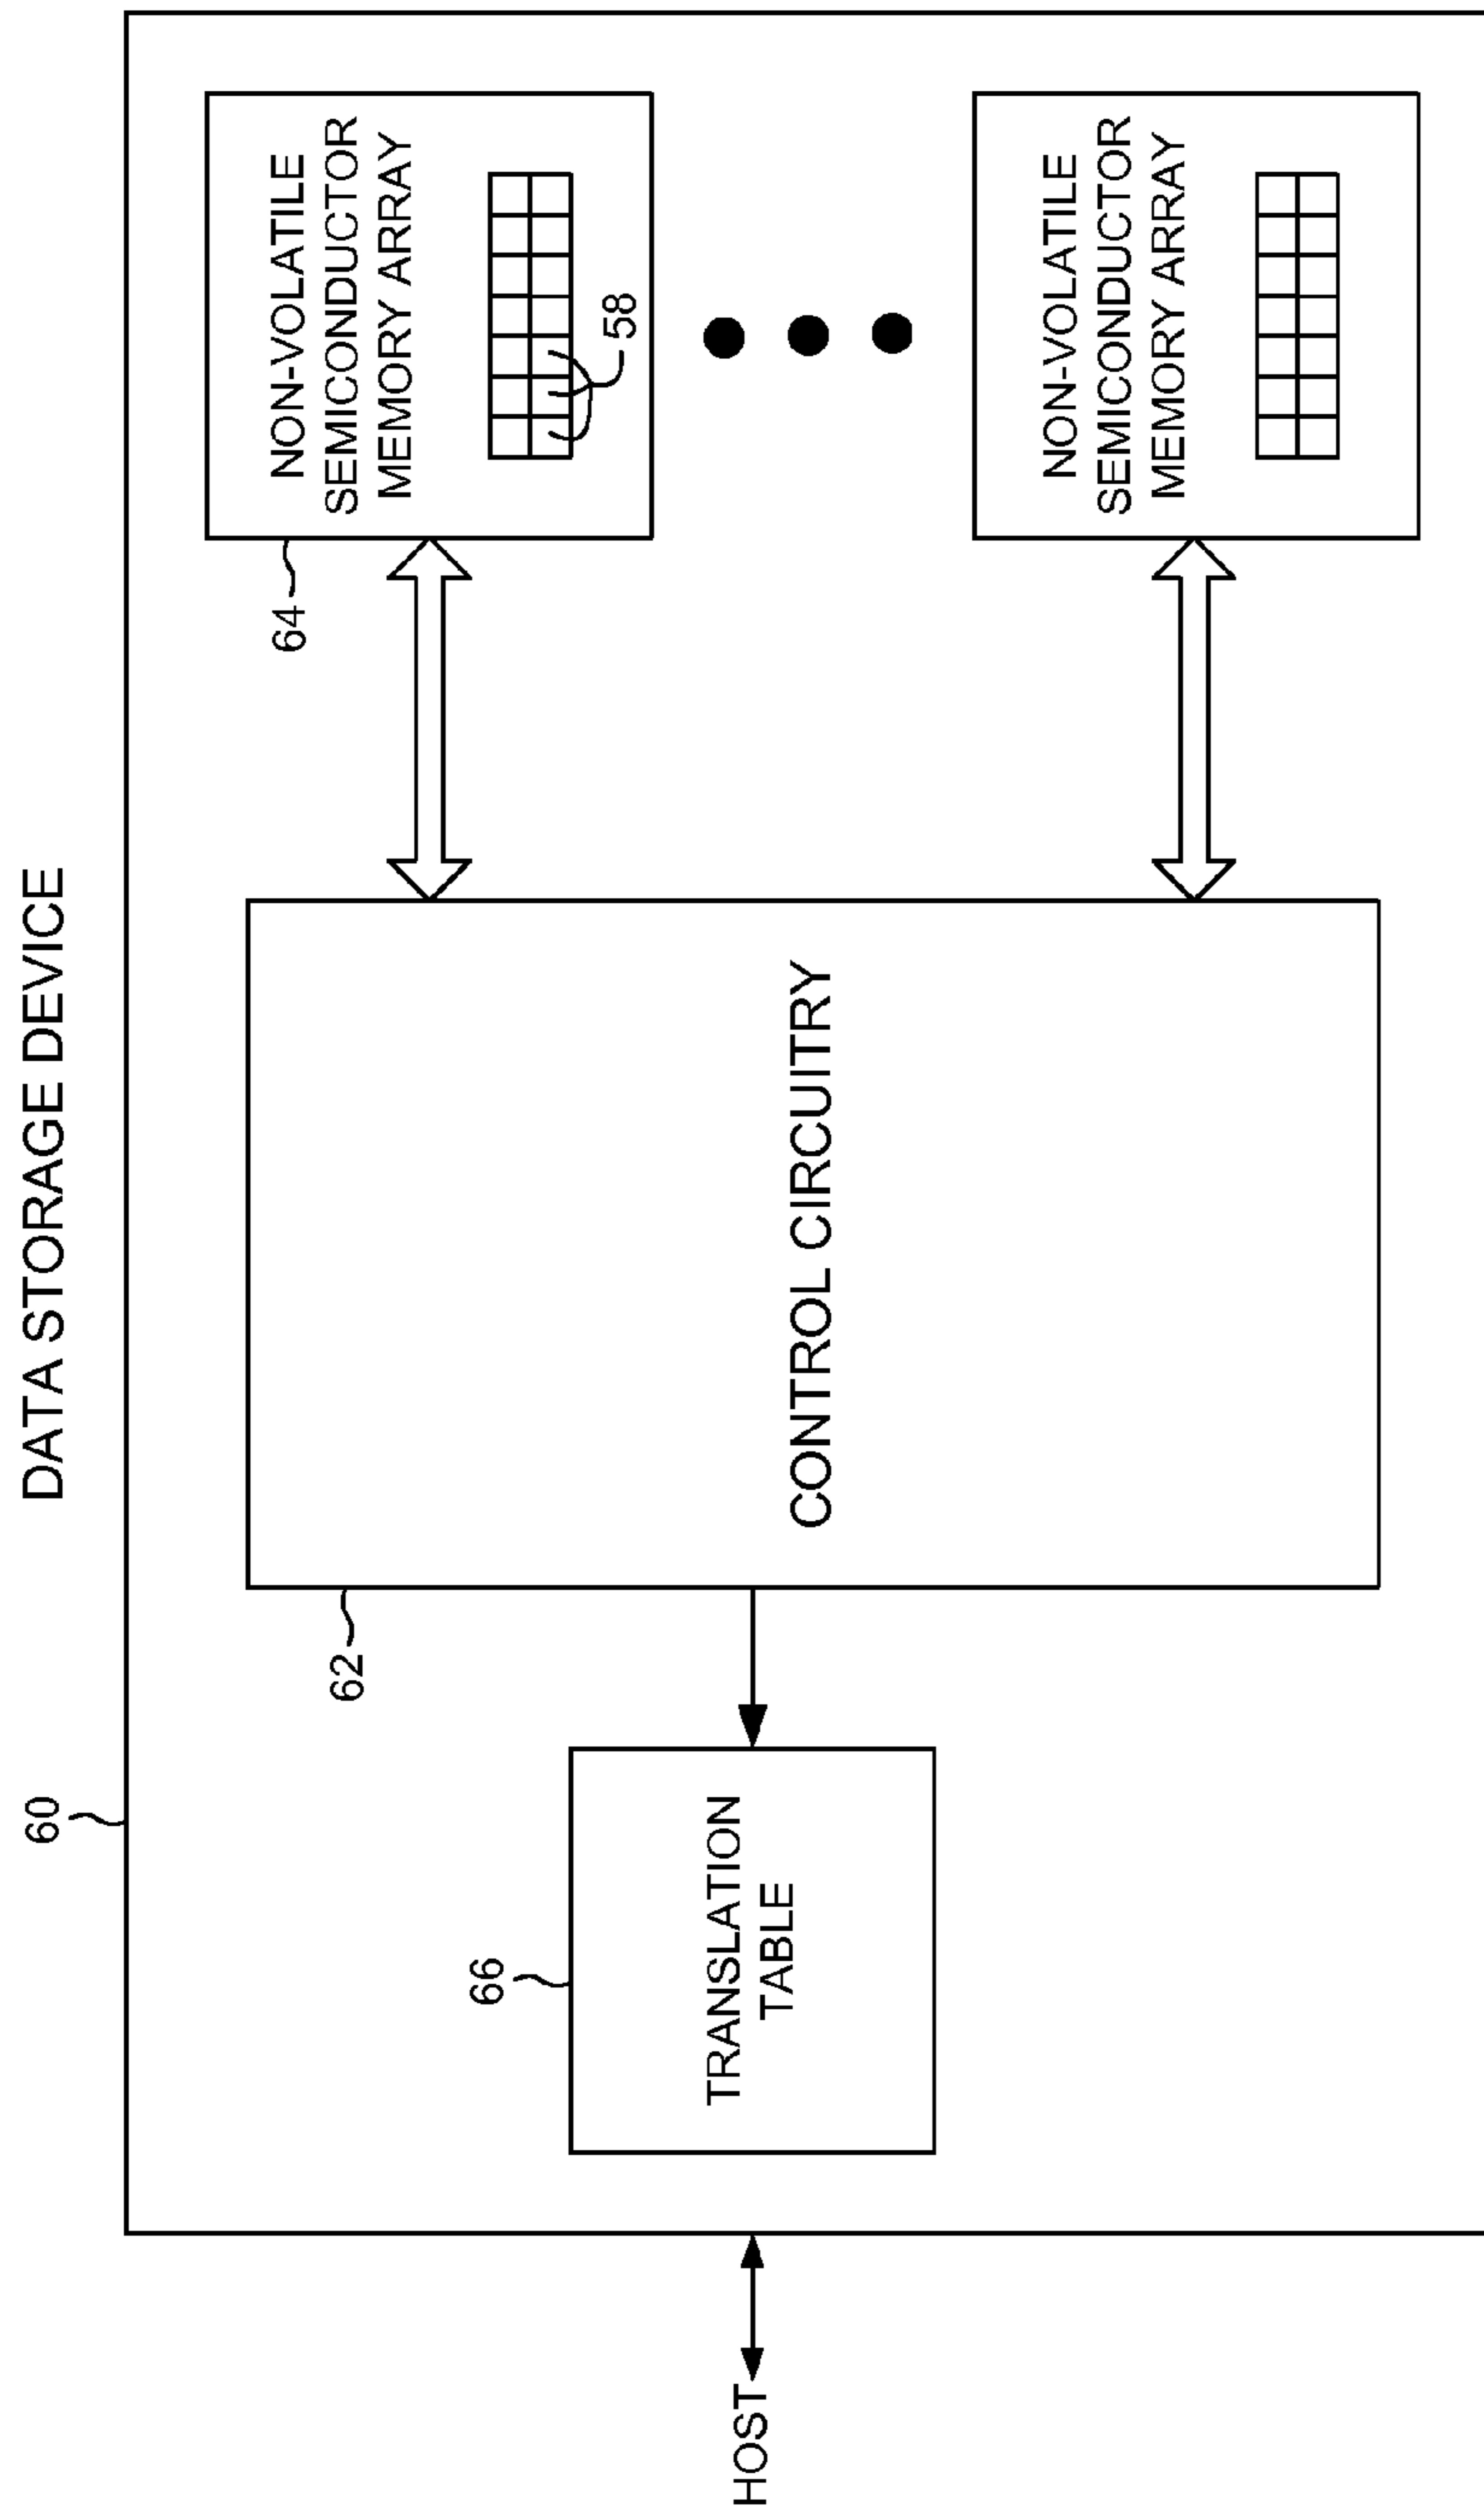 DATA STORAGE DEVICE
60
HOST
66
TRANSLATION
TABLE
62
CONTROL CIRCUITRY
64
NON-VOLATILE
SEMICONDUCTOR
MEMORY ARRAY
58
NON-VOLATILE
SEMICONDUCTOR
MEMORY ARRAY